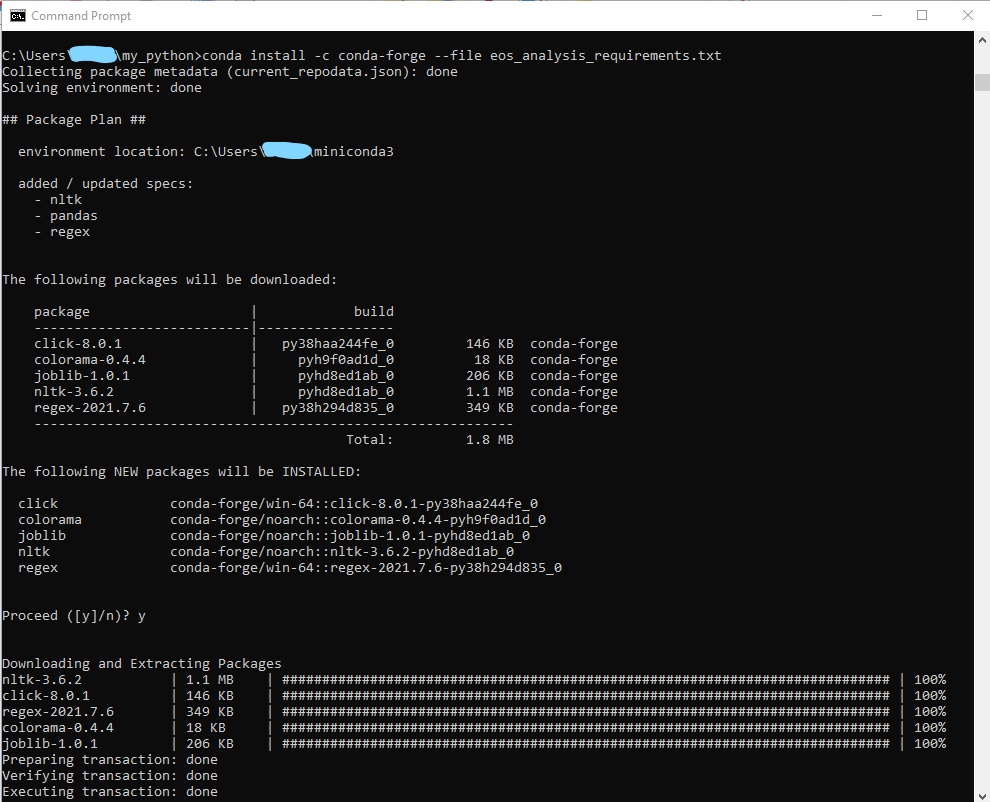 Command Prompt
C:\Users\ \my_python>conda install -c conda-forge --file eos_analysis_requirements.txt
Collecting package metadata (current_repodata.json): done
Solving environment: done
## Package Plan ##
environment location: C:\Users\ \miniconda3
added / updated specs:
- nltk
- pandas
- regex
The following packages will be downloaded:
package | build
---------------------------|-----------------
click-8.0.1 | py38haa244fe_0 146 KB conda-forge
colorama-0.4.4 | pyh9f0ad1d_0 18 KB conda-forge
joblib-1.0.1 | pyhd8ed1ab_0 206 KB conda-forge
nltk-3.6.2 | pyhd8ed1ab_0 1.1 MB conda-forge
regex-2021.7.6 | py38h294d835_0 349 KB conda-forge
------------------------------------------------------------
Total: 1.8 MB
The following NEW packages will be INSTALLED:
click conda-forge/win-64::click-8.0.1-py38haa244fe_0
colorama conda-forge/noarch::colorama-0.4.4-pyh9f0ad1d_0
joblib conda-forge/noarch::joblib-1.0.1-pyhd8ed1ab_0
nltk conda-forge/noarch::nltk-3.6.2-pyhd8ed1ab_0
regex conda-forge/win-64::regex-2021.7.6-py38h294d835_0
Proceed ([y]/n)? y
Downloading and Extracting Packages
nltk-3.6.2 | 1.1 MB | ############################################################################ | 100%
click-8.0.1 | 146 KB | ############################################################################ | 100%
regex-2021.7.6 | 349 KB | ############################################################################ | 100%
colorama-0.4.4 | 18 KB | ############################################################################ | 100%
joblib-1.0.1 | 206 KB | ############################################################################ | 100%
Preparing transaction: done
Verifying transaction: done
Executing transaction: done